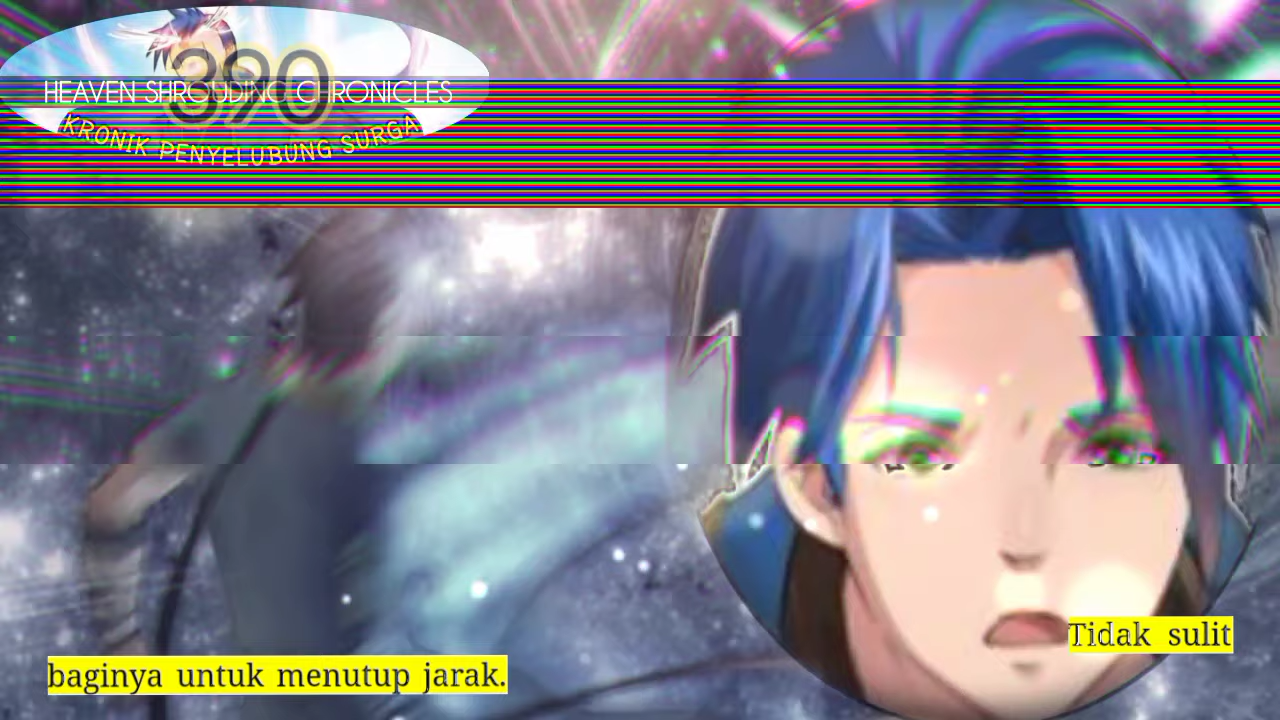 390
HEAVEN SHROUDING CHRONICLES
KRONIK PENYELUBUNG SURGA
Tidak sulit
baginya untuk menutup jarak.